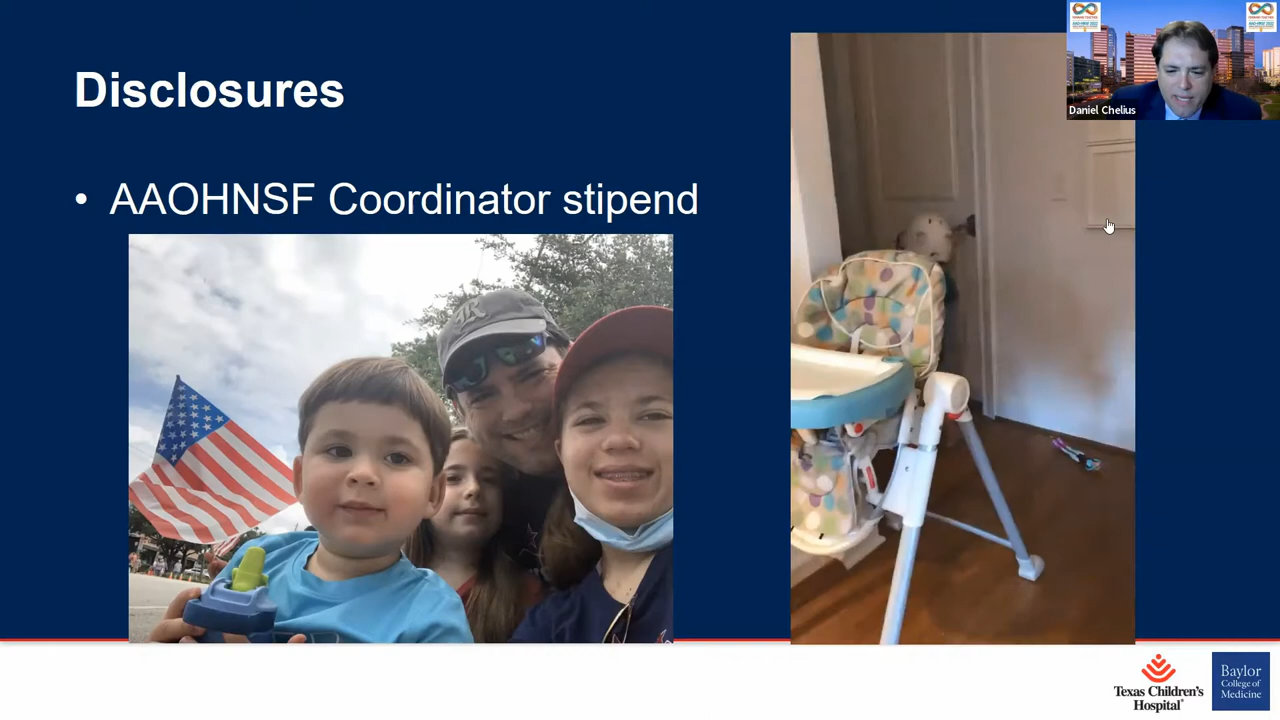 Disclosures
• AAOHNSF Coordinator stipend
Daniel Chelius
Texas Children's
Hospital
Baylor
College of
Medicine